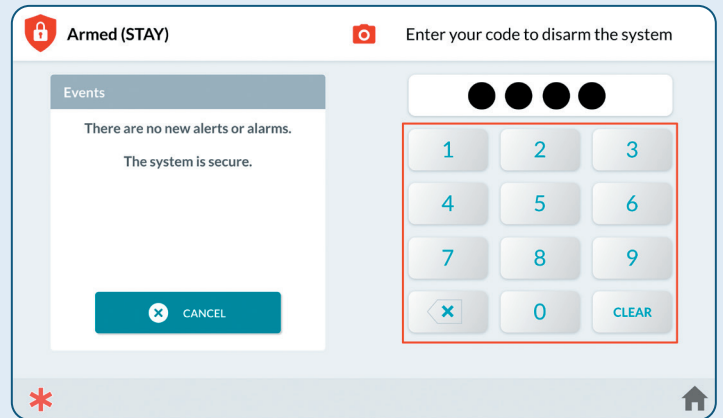 Armed (STAY)
Enter your code to disarm the system
Events
There are no new alerts or alarms.
The system is secure.
CANCEL
1 2 3
4 5 6
7 8 9
0 CLEAR